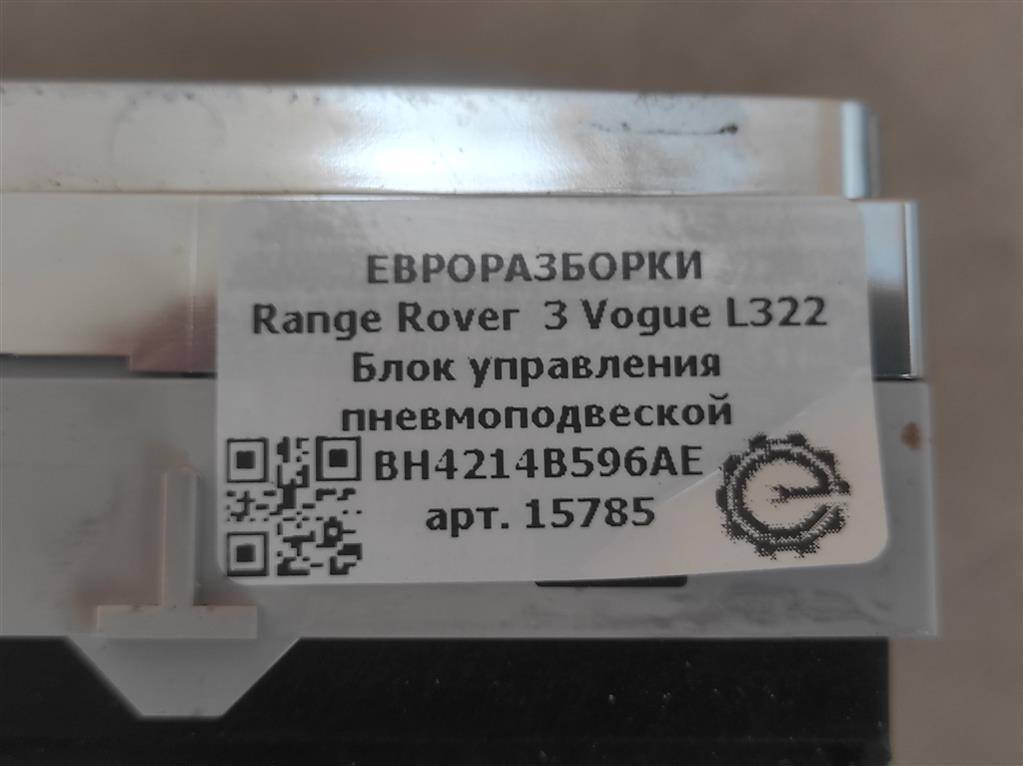 ЕВРОРАЗБОРКИ
Range Rover 3 Vogue L322
Блок управления
пневмоподвеской
BH4214B596AE
арт. 15785